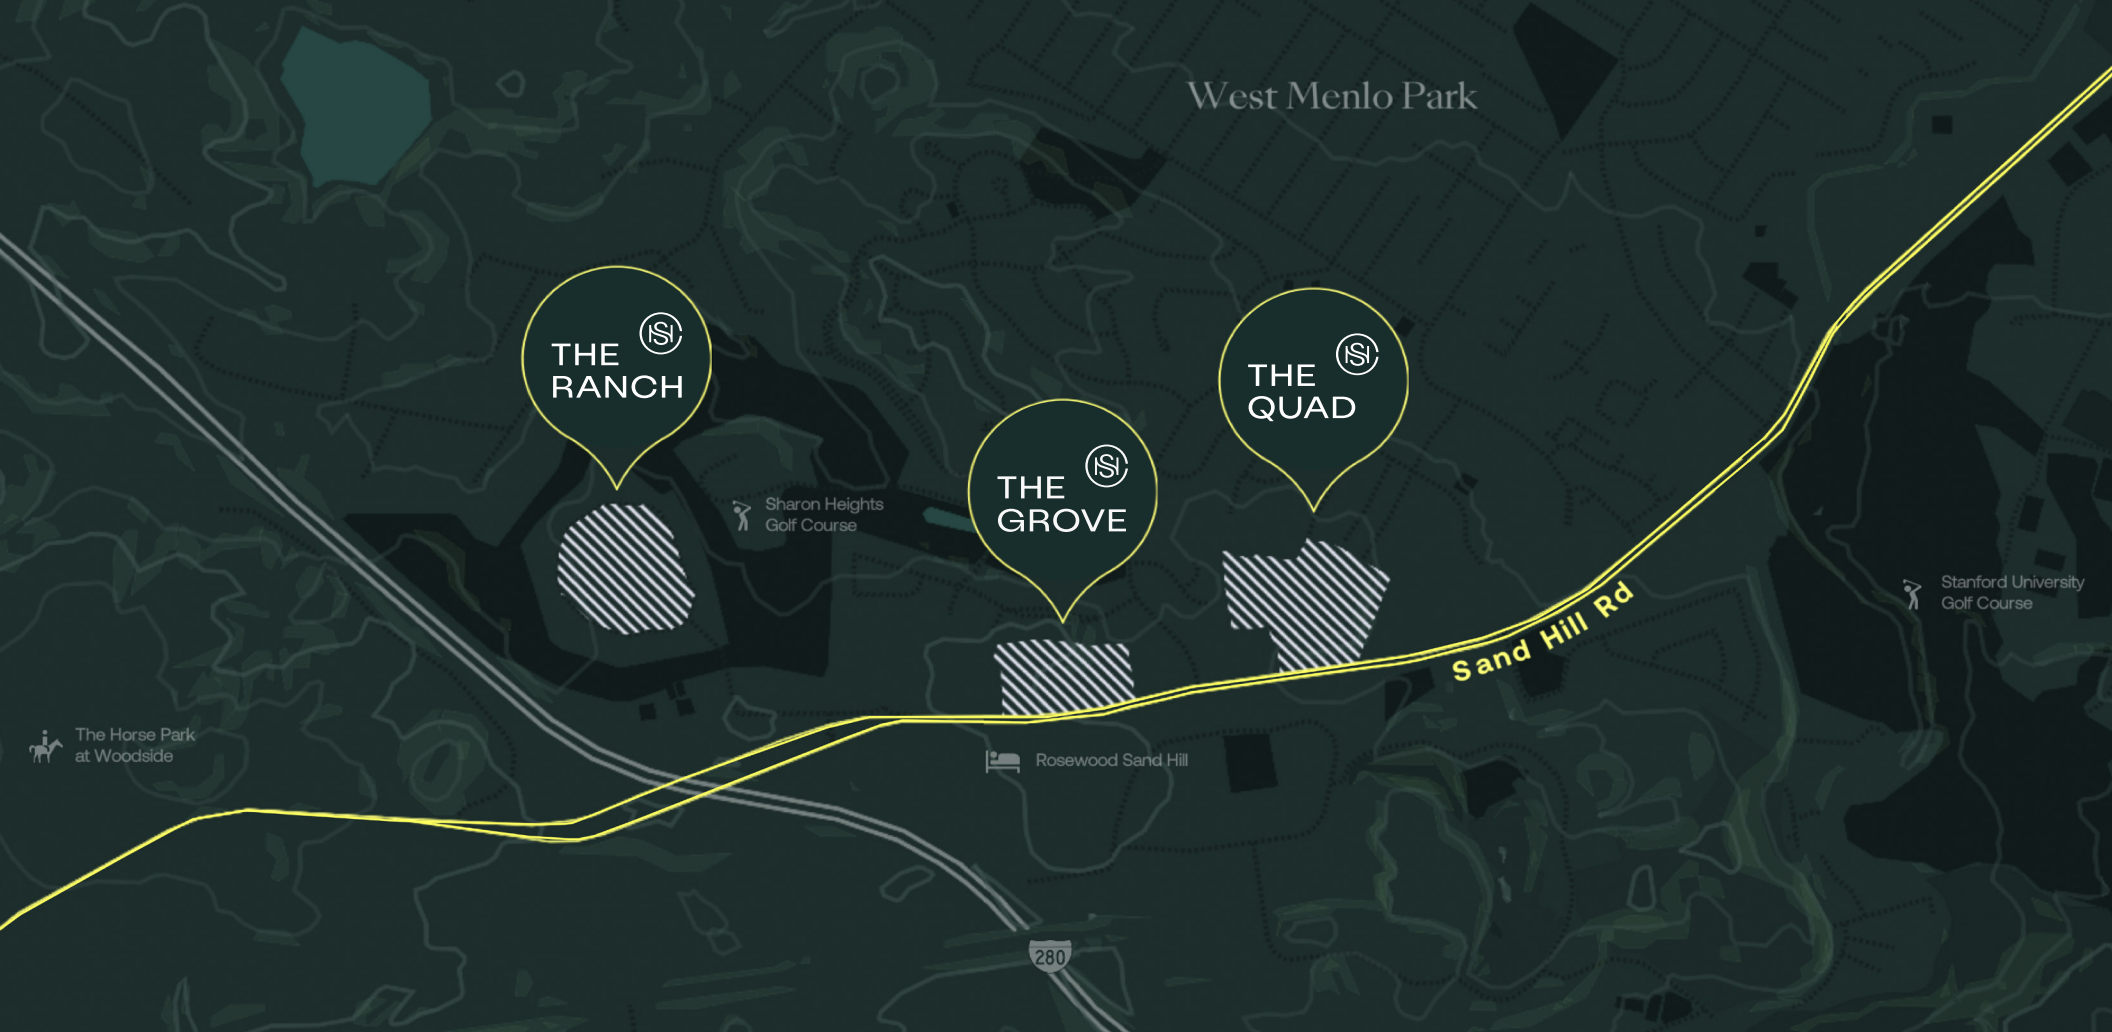 West Menlo Park
THE
RANCH
THE
QUAD
THE
GROVE
Sharon Heights
Golf Course
Stanford University
Golf Course
Sand Hill Rd
The Horse Park
at Woodside
Rosewood Sand Hill
280